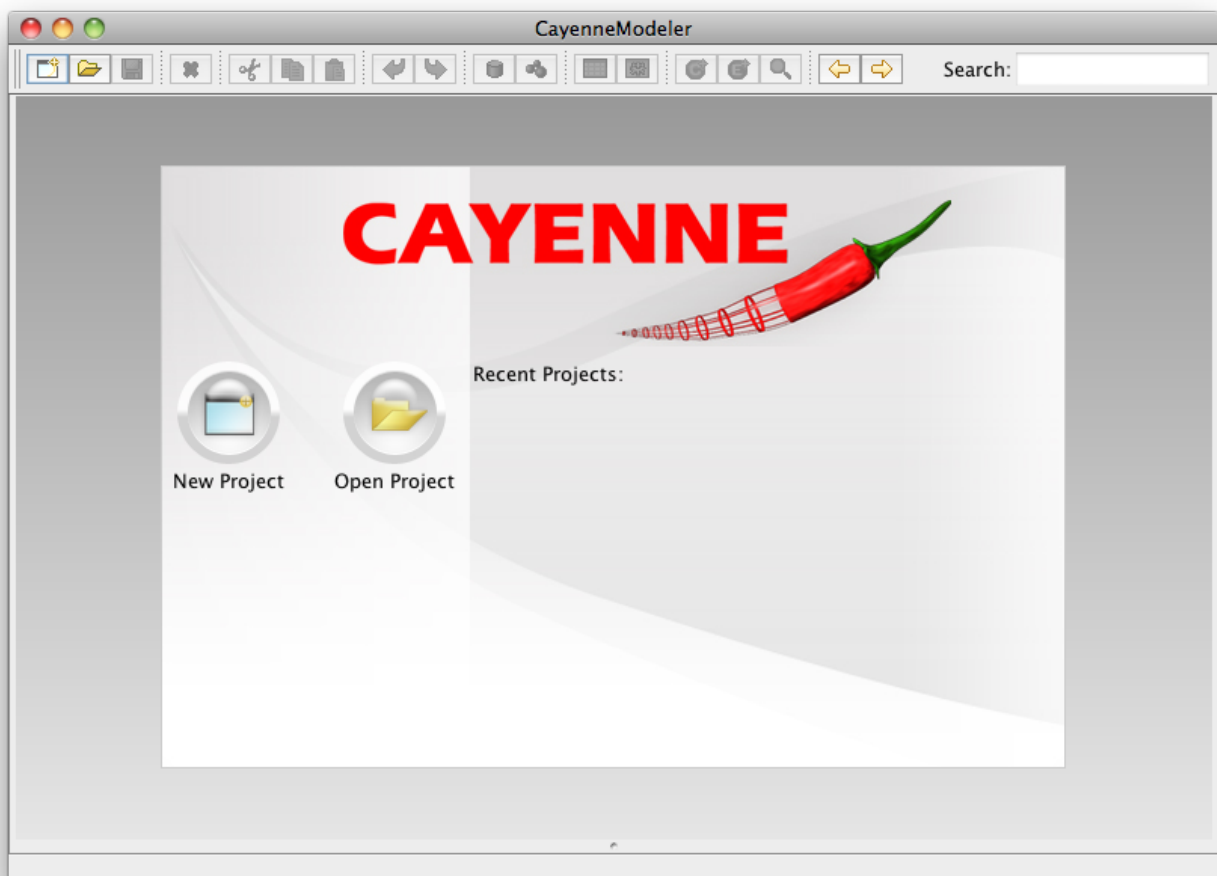 CayenneModeler
Search:
CAYENNE
Recent Projects:
New Project
Open Project